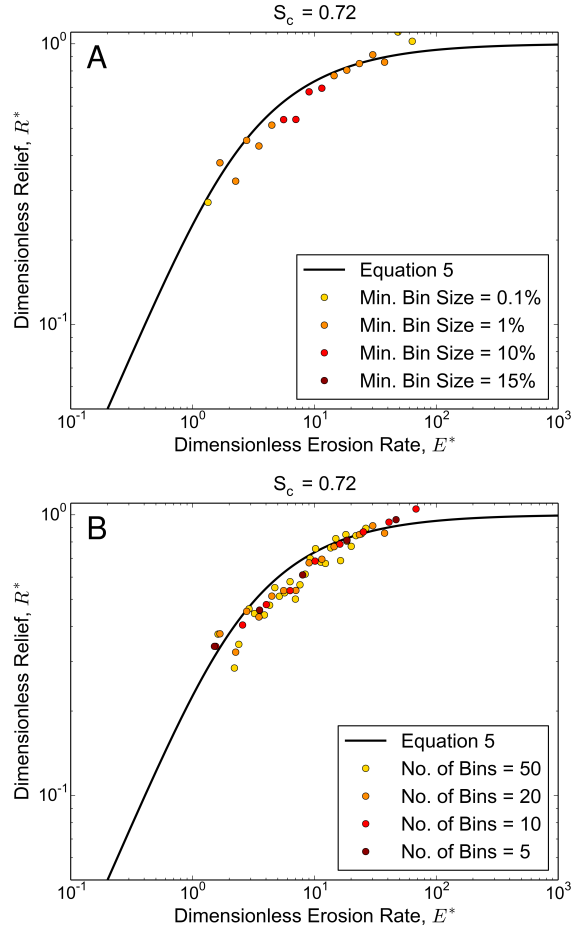 S_c = 0.72
A
10^0
10^-1
Dimensionless Relief, R*
Equation 5
Min. Bin Size = 0.1%
Min. Bin Size = 1%
Min. Bin Size = 10%
Min. Bin Size = 15%
10^-1 10^0 10^1 10^2 10^3
Dimensionless Erosion Rate, E*
S_c = 0.72
B
10^0
10^-1
Dimensionless Relief, R*
Equation 5
No. of Bins = 50
No. of Bins = 20
No. of Bins = 10
No. of Bins = 5
10^-1 10^0 10^1 10^2 10^3
Dimensionless Erosion Rate, E*